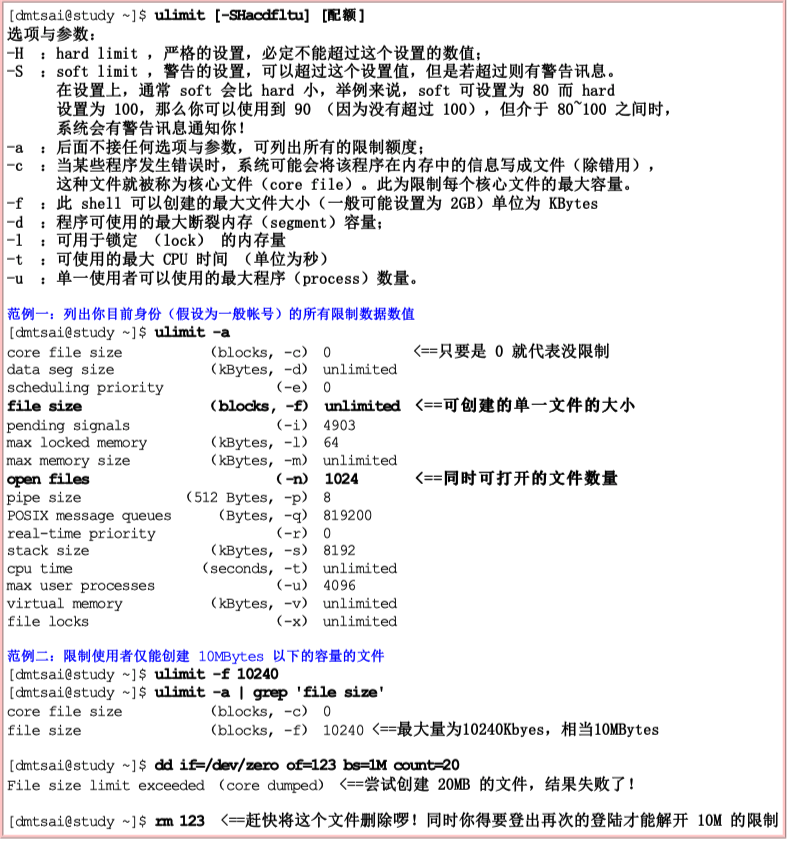 [dmtsai@study ~]$ ulimit [-SHacdfltu] [配额]
选项与参数：
-H  ：hard limit ，严格的设置，必定不能超过这个设置的数值；
-S  ：soft limit ，警告的设置，可以超过这个设置值，但是若超过则有警告讯息。
      在设置上，通常 soft 会比 hard 小，举例来说，soft 可设置为 80 而 hard
      设置为 100，那么你可以使用到 90 （因为没有超过 100），但介于 80~100 之间时，
      系统会有警告讯息通知你！
-a  ：后面不接任何选项与参数，可列出所有的限制额度；
-c  ：当某些程序发生错误时，系统可能会将该程序在内存中的信息写成文件（除错用），
      这种文件就被称为核心文件（core file）。此为限制每个核心文件的最大容量。
-f  ：此 shell 可以创建的最大文件大小（一般可能设置为 2GB）单位为 KBytes
-d  ：程序可使用的最大断裂内存（segment）容量；
-l  ：可用于锁定 （lock） 的内存量
-t  ：可使用的最大 CPU 时间 （单位为秒）
-u  ：单一使用者可以使用的最大程序（process）数量。
范例一：列出你目前身份（假设为一般帐号）的所有限制数据数值
[dmtsai@study ~]$ ulimit -a
core file size          (blocks, -c) 0          <==只要是 0 就代表没限制
data seg size           (kBytes, -d) unlimited
scheduling priority             (-e) 0
file size               (blocks, -f) unlimited  <==可创建的单一文件的大小
pending signals                 (-i) 4903
max locked memory       (kBytes, -l) 64
max memory size         (kBytes, -m) unlimited
open files                      (-n) 1024       <==同时可打开的文件数量
pipe size            (512 Bytes, -p) 8
POSIX message queues     (Bytes, -q) 819200
real-time priority              (-r) 0
stack size              (kBytes, -s) 8192
cpu time               (seconds, -t) unlimited
max user processes              (-u) 4096
virtual memory          (kBytes, -v) unlimited
file locks                      (-x) unlimited
范例二：限制使用者仅能创建 10MBytes 以下的容量的文件
[dmtsai@study ~]$ ulimit -f 10240
[dmtsai@study ~]$ ulimit -a | grep 'file size'
core file size          (blocks, -c) 0
file size               (blocks, -f) 10240 <==最大量为10240Kbyes，相当10MBytes
[dmtsai@study ~]$ dd if=/dev/zero of=123 bs=1M count=20
File size limit exceeded （core dumped） <==尝试创建 20MB 的文件，结果失败了！
[dmtsai@study ~]$ rm 123  <==赶快将这个文件删除啰！同时你得要登出再次的登陆才能解开 10M 的限制